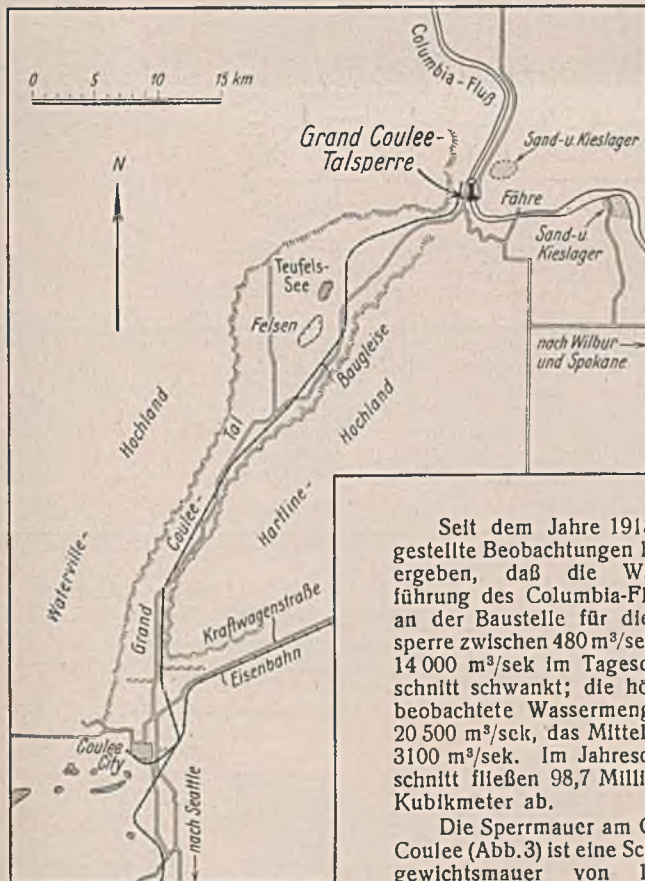 0 5 10 15 km
N
Columbia-Fluß
Grand Coulee-
Talsperre
Sand-u. Kieslager
Fähre
Sand-u.
Kieslager
nach Wilbur
und Spokane
Teufels-
See
Felsen
Baugleise
Hochland
Hartline-
Hochland
Waterville-
Grand
Coulee-
Tal
Kraftwagenstraße
Eisenbahn
Coulee
City
nach Seattle
Seit dem Jahre 191
gestellte Beobachtungen
ergeben, daß die W
führung des Columbia-Fl
an der Baustelle für die
sperre zwischen 480 m³/se
14 000 m³/sek im Tagesd
schnitt schwankt; die hö
beobachtete Wassermeng
20 500 m³/sek, das Mittel
3100 m³/sek. Im Jahresd
schnitt fließen 98,7 Milli
Kubikmeter ab.
Die Sperrmauer am
Coulee (Abb. 3) ist eine Sc
gewichtsmauer von